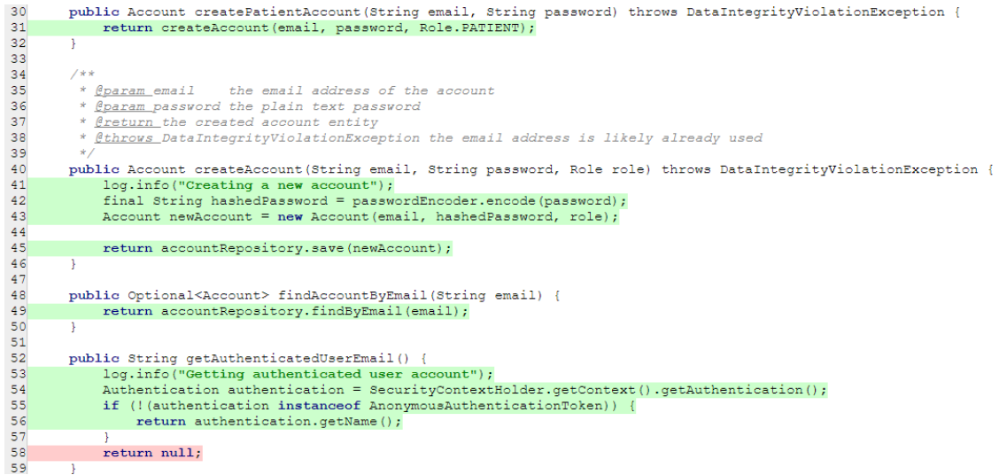 30 public Account createPatientAccount(String email, String password) throws DataIntegrityViolationException {
31 return createAccount(email, password, Role.PATIENT);
32 }
33
34 /**
35 * @param email    the email address of the account
36 * @param password the plain text password
37 * @return the created account entity
38 * @throws DataIntegrityViolationException the email address is likely already used
39 */
40 public Account createAccount(String email, String password, Role role) throws DataIntegrityViolationException {
41 log.info("Creating a new account");
42 final String hashedPassword = passwordEncoder.encode(password);
43 Account newAccount = new Account(email, hashedPassword, role);
44
45 return accountRepository.save(newAccount);
46 }
47
48 public Optional<Account> findAccountByEmail(String email) {
49 return accountRepository.findByEmail(email);
50 }
51
52 public String getAuthenticatedUserEmail() {
53 log.info("Getting authenticated user account");
54 Authentication authentication = SecurityContextHolder.getContext().getAuthentication();
55 if (!(authentication instanceof AnonymousAuthenticationToken)) {
56 return authentication.getName();
57 }
58 return null;
59 }